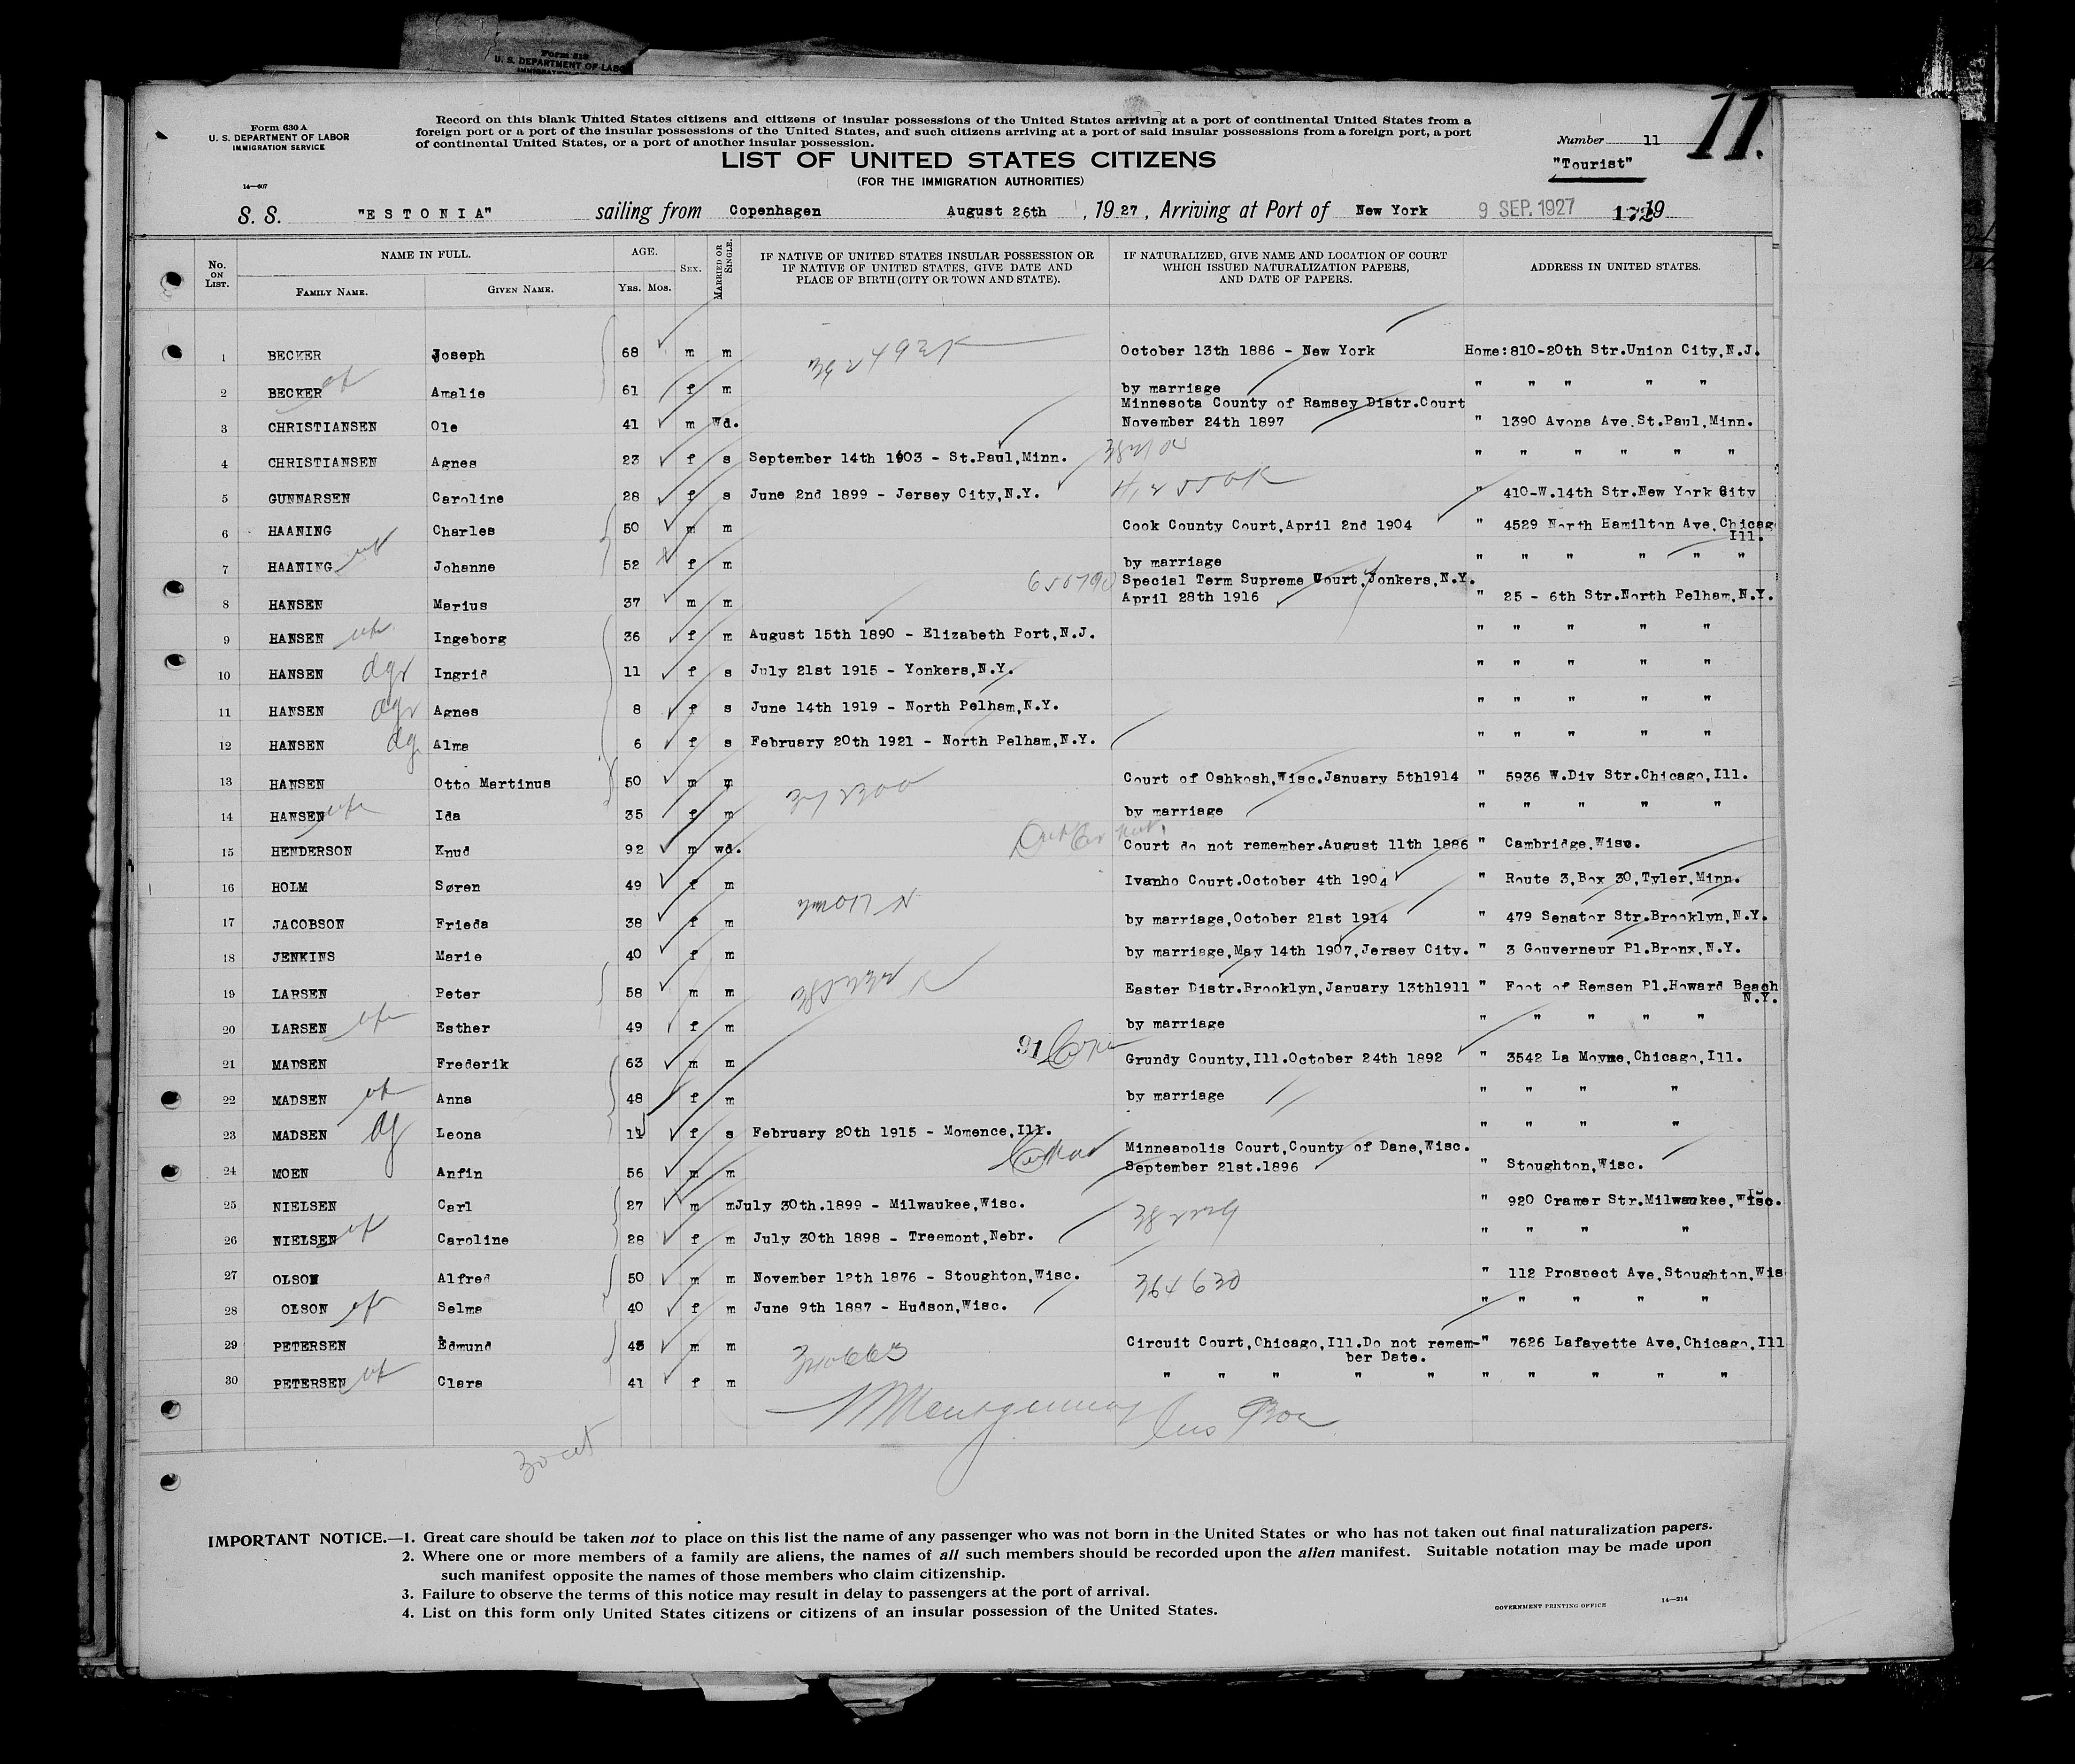 Form 630 A
U. S. DEPARTMENT OF LABOR
IMMIGRATION SERVICE
14—607
Record on this blank United States citizens and citizens of insular possessions of the United States arriving at a port of continental United States from a
foreign port or a port of the insular possessions of the United States, and such citizens arriving at a port of said insular possessions from a foreign port, a port
of continental United States, or a port of another insular possession.
LIST OF UNITED STATES CITIZENS
(FOR THE IMMIGRATION AUTHORITIES)
Number 11
11.
"Tourist"
S. S. "ESTONIA" sailing from Copenhagen August 26th, 1927, Arriving at Port of New York 9 SEP. 1927 19
No. ON LIST. NAME IN FULL. FAMILY NAME. GIVEN NAME. AGE. YRS. MOS. SEX. MARRIED OR SINGLE. IF NATIVE OF UNITED STATES INSULAR POSSESSION OR IF NATIVE OF UNITED STATES, GIVE DATE AND PLACE OF BIRTH (CITY OR TOWN AND STATE). IF NATURALIZED, GIVE NAME AND LOCATION OF COURT WHICH ISSUED NATURALIZATION PAPERS, AND DATE OF PAPERS. ADDRESS IN UNITED STATES.
1 BECKER Joseph 68 m m October 13th 1886 - New York Home:810-20th Str.Union City,N.J.
2 BECKER Amalie 61 f m by marriage " " " " "
3 CHRISTIANSEN Ole 41 m Wd. Minnesota County of Ramsey Distr.Court November 24th 1897 " 1390 Avona Ave.St.Paul,Minn.
4 CHRISTIANSEN Agnes 23 f s September 14th 1903 - St.Paul,Minn. " " " " " "
5 GUNNARSEN Caroline 28 f s June 2nd 1899 - Jersey City,N.Y. " 410-W.14th Str.New York City
6 HAANING Charles 50 m m Cook County Court,April 2nd 1904 " 4529 North Hamilton Ave.Chicag Ill.
7 HAANING Johanne 52 f m by marriage " " " " " "
8 HANSEN Marius 37 m m Special Term Supreme Court,Jonkers,N.Y. April 28th 1916 " 25 - 6th Str.North Pelham,N.Y.
9 HANSEN Ingeborg 36 f m August 15th 1890 - Elizabeth Port,N.J. " " " " "
10 HANSEN dgr Ingrid 11 f s July 21st 1915 - Yonkers,N.Y. " " " " "
11 HANSEN dgr Agnes 8 f s June 14th 1919 - North Pelham,N.Y. " " " " "
12 HANSEN dg Alma 6 f s February 20th 1921 - North Pelham,N.Y. " " " " "
13 HANSEN Otto Martinus 50 m m Court of Oshkosh,Wisc.January 5th1914 " 5936 W.Div Str.Chicago,Ill.
14 HANSEN Ida 35 f m by marriage " " " " "
15 HENDERSON Knud 92 m wd. Court do not remember.August 11th 1886 " Cambridge,Wisc.
16 HOLM Søren 49 f m Ivanho Court.October 4th 1904 " Route 3,Box 30,Tyler,Minn.
17 JACOBSON Frieda 38 f m by marriage,October 21st 1914 " 479 Senator Str.Brooklyn,N.Y.
18 JENKINS Marie 40 f m by marriage,May 14th 1907,Jersey City. " 3 Gouverneur Pl.Bronx,N.Y.
19 LARSEN Peter 58 m m Easter Distr.Brooklyn,January 13th1911 " Foot of Remsen Pl.Howard Beach N.Y.
20 LARSEN Esther 49 f m by marriage " " " " "
21 MADSEN Frederik 63 m m Grundy County,Ill.October 24th 1892 " 3542 La Moyne,Chicago,Ill.
22 MADSEN Anna 48 f m by marriage " " " "
23 MADSEN dg Leona 11 f s February 20th 1915 - Momence,Ill. " " " "
24 MOEN Anfin 56 m m Minneapolis Court,County of Dane,Wisc. September 21st.1896 " Stoughton,Wisc.
25 NIELSEN Carl 27 m m July 30th.1899 - Milwaukee,Wisc. " 920 Cramer Str.Milwaukee,Wisc.
26 NIELSEN Caroline 28 f m July 30th 1898 - Treemont,Nebr. " " " "
27 OLSON Alfred 50 m m November 12th 1876 - Stoughton,Wisc. 364630 " 112 Prospect Ave.Stoughton,Wis
28 OLSON Selma 40 f m June 9th 1887 - Hudson,Wisc. " " " " "
29 PETERSEN Edmund 45 m m Circuit Court,Chicago,Ill.Do not remem- ber Date. " 7626 Lafayette Ave,Chicago,Ill
30 PETERSEN Clara 41 f m " " " " " " " " " "
IMPORTANT NOTICE.—1. Great care should be taken not to place on this list the name of any passenger who was not born in the United States or who has not taken out final naturalization papers.
2. Where one or more members of a family are aliens, the names of all such members should be recorded upon the alien manifest. Suitable notation may be made upon
such manifest opposite the names of those members who claim citizenship.
3. Failure to observe the terms of this notice may result in delay to passengers at the port of arrival.
4. List on this form only United States citizens or citizens of an insular possession of the United States.
GOVERNMENT PRINTING OFFICE 14—214